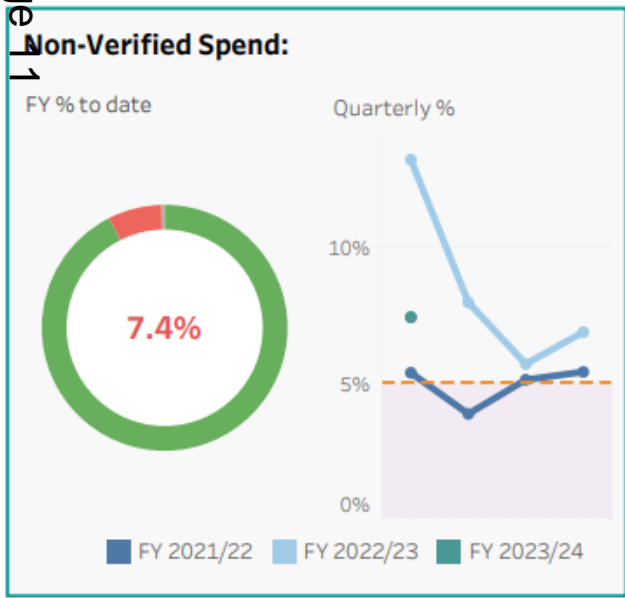 Non-Verified Spend:
FY % to date
Quarterly %
10%
7.4%
5%
0%
FY 2021/22
FY 2022/23
FY 2023/24